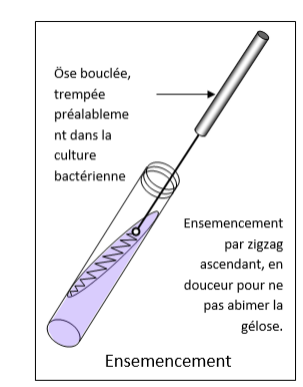 Öse bouclée,
trempée
préalableme
nt dans la
culture
bactérienne
Ensemencement
par zigzag
ascendant, en
douceur pour ne
pas abimer la
gélose.
Ensemencement